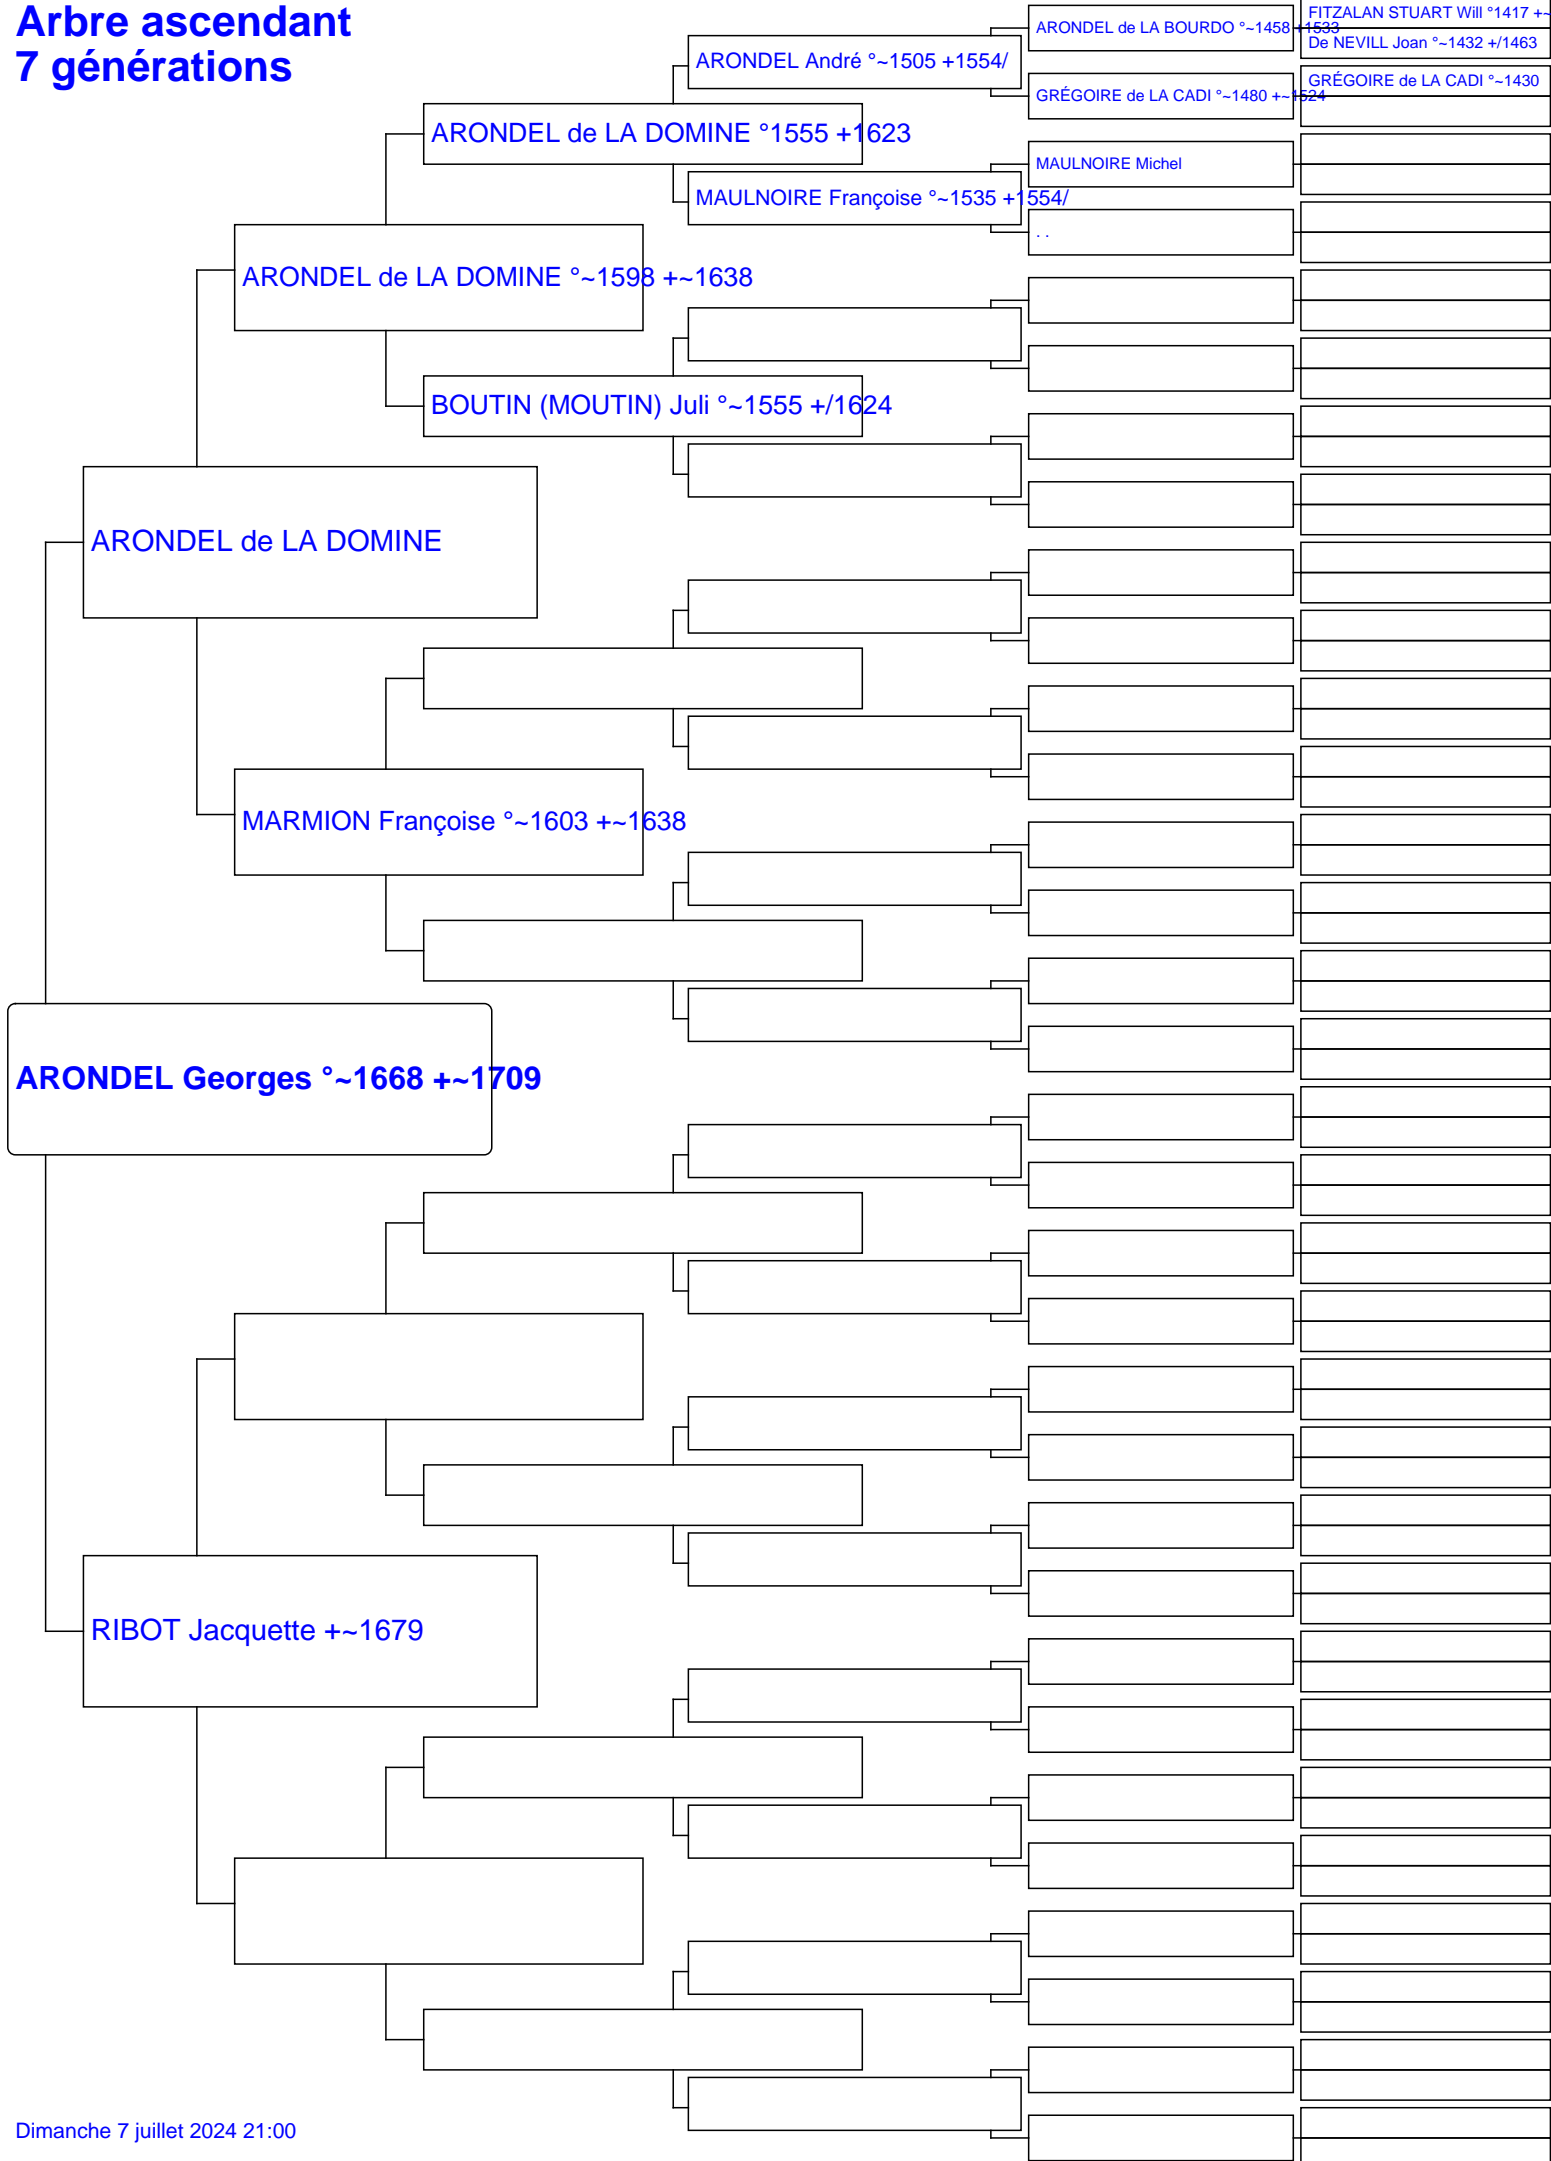 Arbre ascendant
7 générations
FITZALAN STUART Will °1417 +~
ARONDEL de LA BOURDO °~1458 +1533
De NEVILL Joan °~1432 +/1463
ARONDEL André °~1505 +1554/
GRÉGOIRE de LA CADI °~1430
GRÉGOIRE de LA CADI °~1480 +~1524
ARONDEL de LA DOMINE °1555 +1623
MAULNOIRE Michel
MAULNOIRE Françoise °~1535 +1554/
. .
ARONDEL de LA DOMINE °~1598 +~1638
BOUTIN (MOUTIN) Juli °~1555 +/1624
ARONDEL de LA DOMINE
MARMION Françoise °~1603 +~1638
ARONDEL Georges °~1668 +~1709
RIBOT Jacquette +~1679
Dimanche 7 juillet 2024 21:00